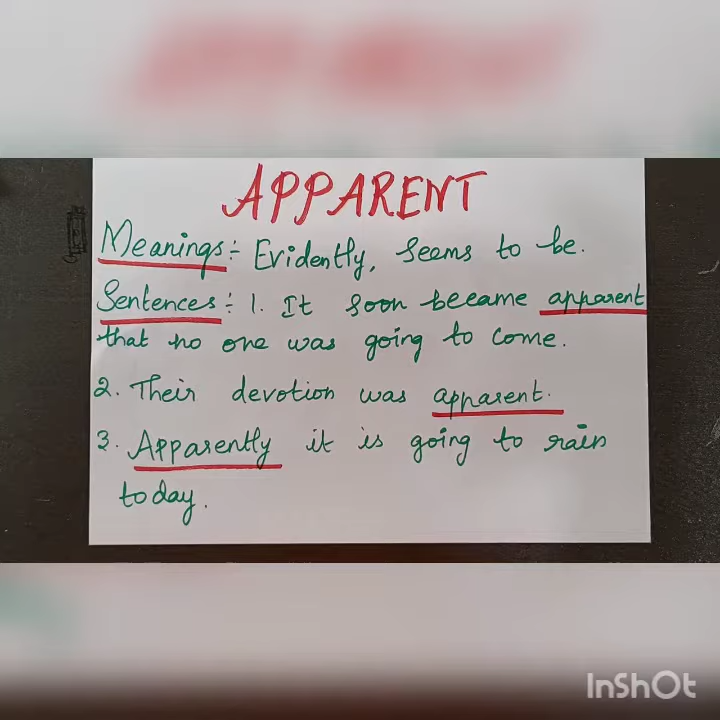 APPARENT
Meanings:- Evidently, seems to be.
Sentences:- 1. It soon became apparent
that no one was going to come.
2. Their devotion was apparent.
3. Apparently it is going to rain
today.
InShOt